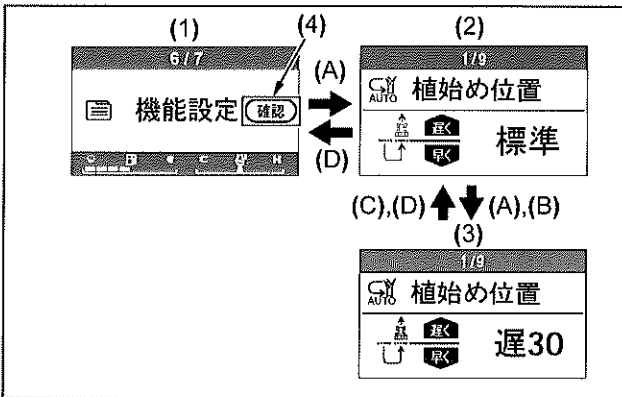 (1)
(4)
(2)
6/7
機能設定
確認
(A)
(D)
1/9
AUTO 植始め位置
遅く
早く
標準
(C),(D)
(A),(B)
(3)
1/9
AUTO 植始め位置
遅く
早く
遅30